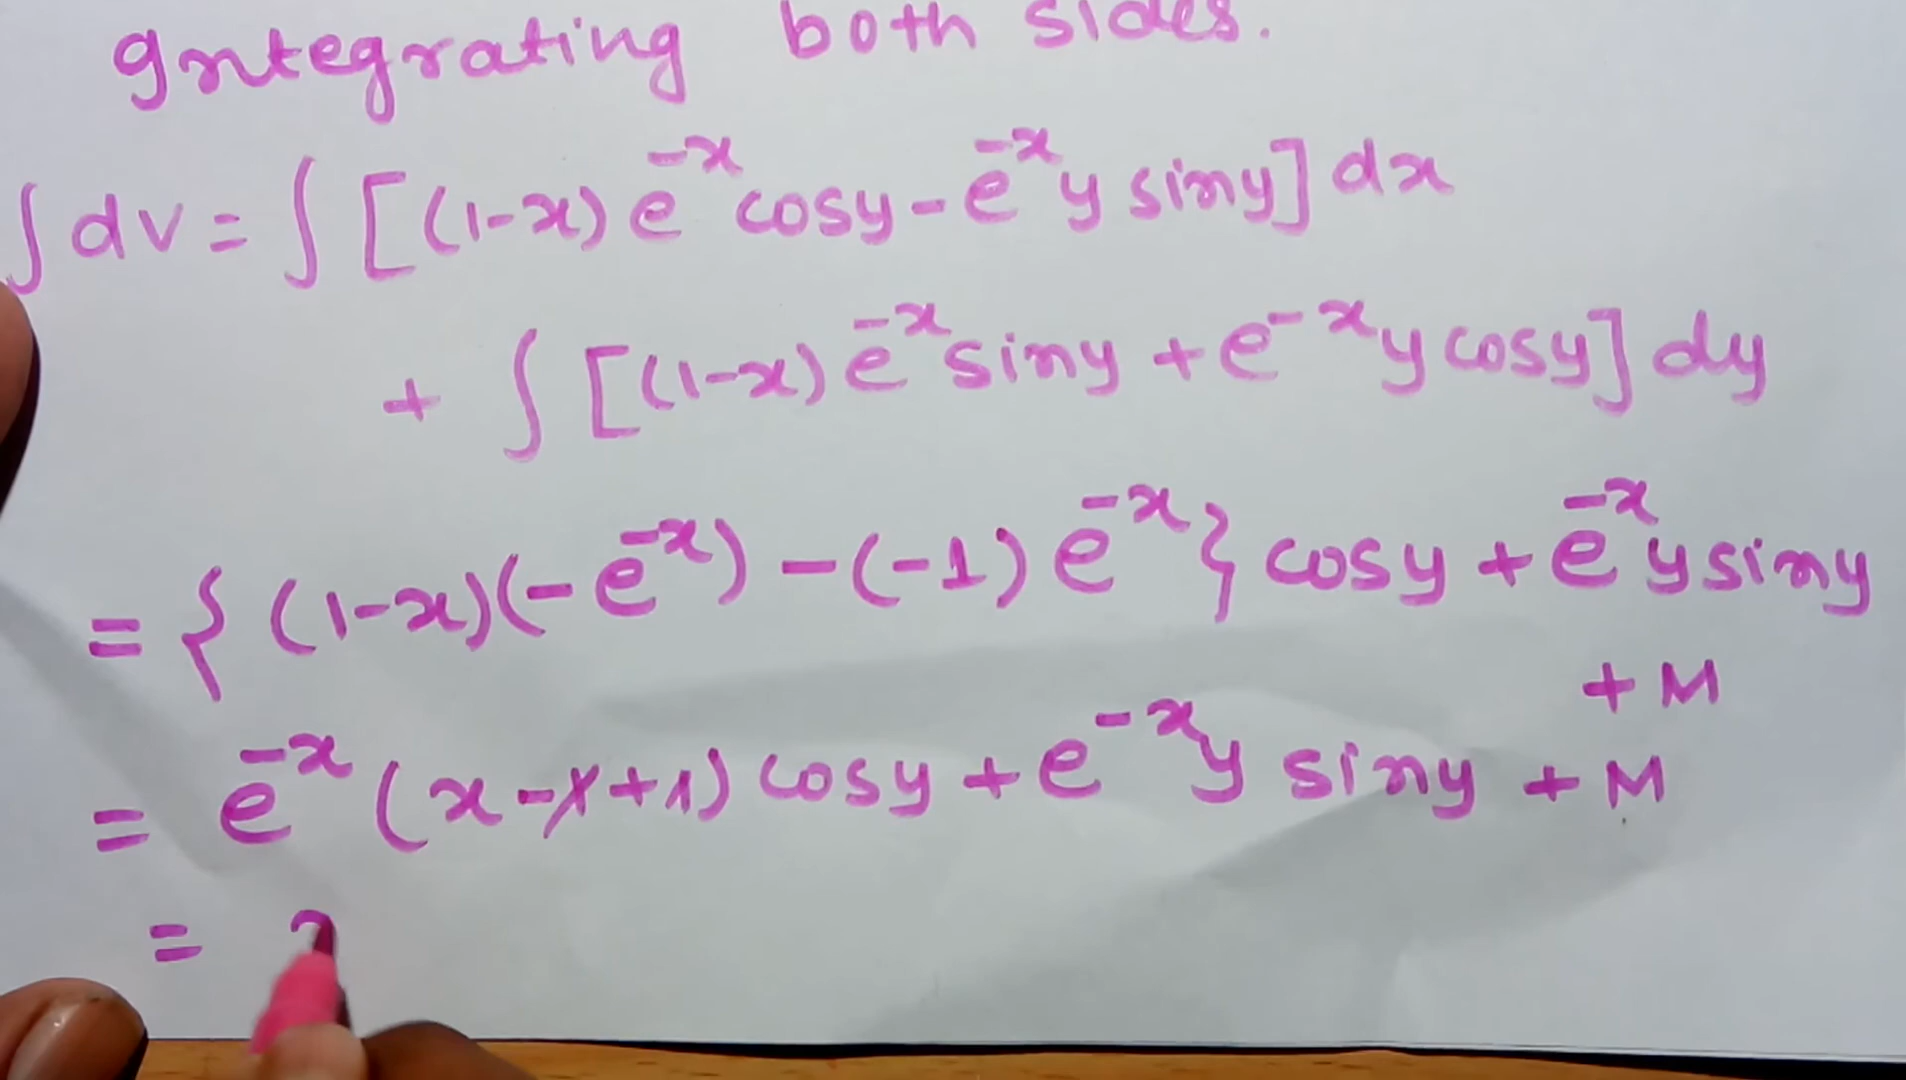 Integrating both sides.
∫dv = ∫[(1-x) e^-x cosy - e^-x y siny] dx
+ ∫[(1-x) e^-x siny + e^-x y cosy] dy
= {(1-x)(-e^-x) - (-1) e^-x} cosy + e^-x y siny
+ M
= e^-x (x-1+1) cosy + e^-x y siny + M
=